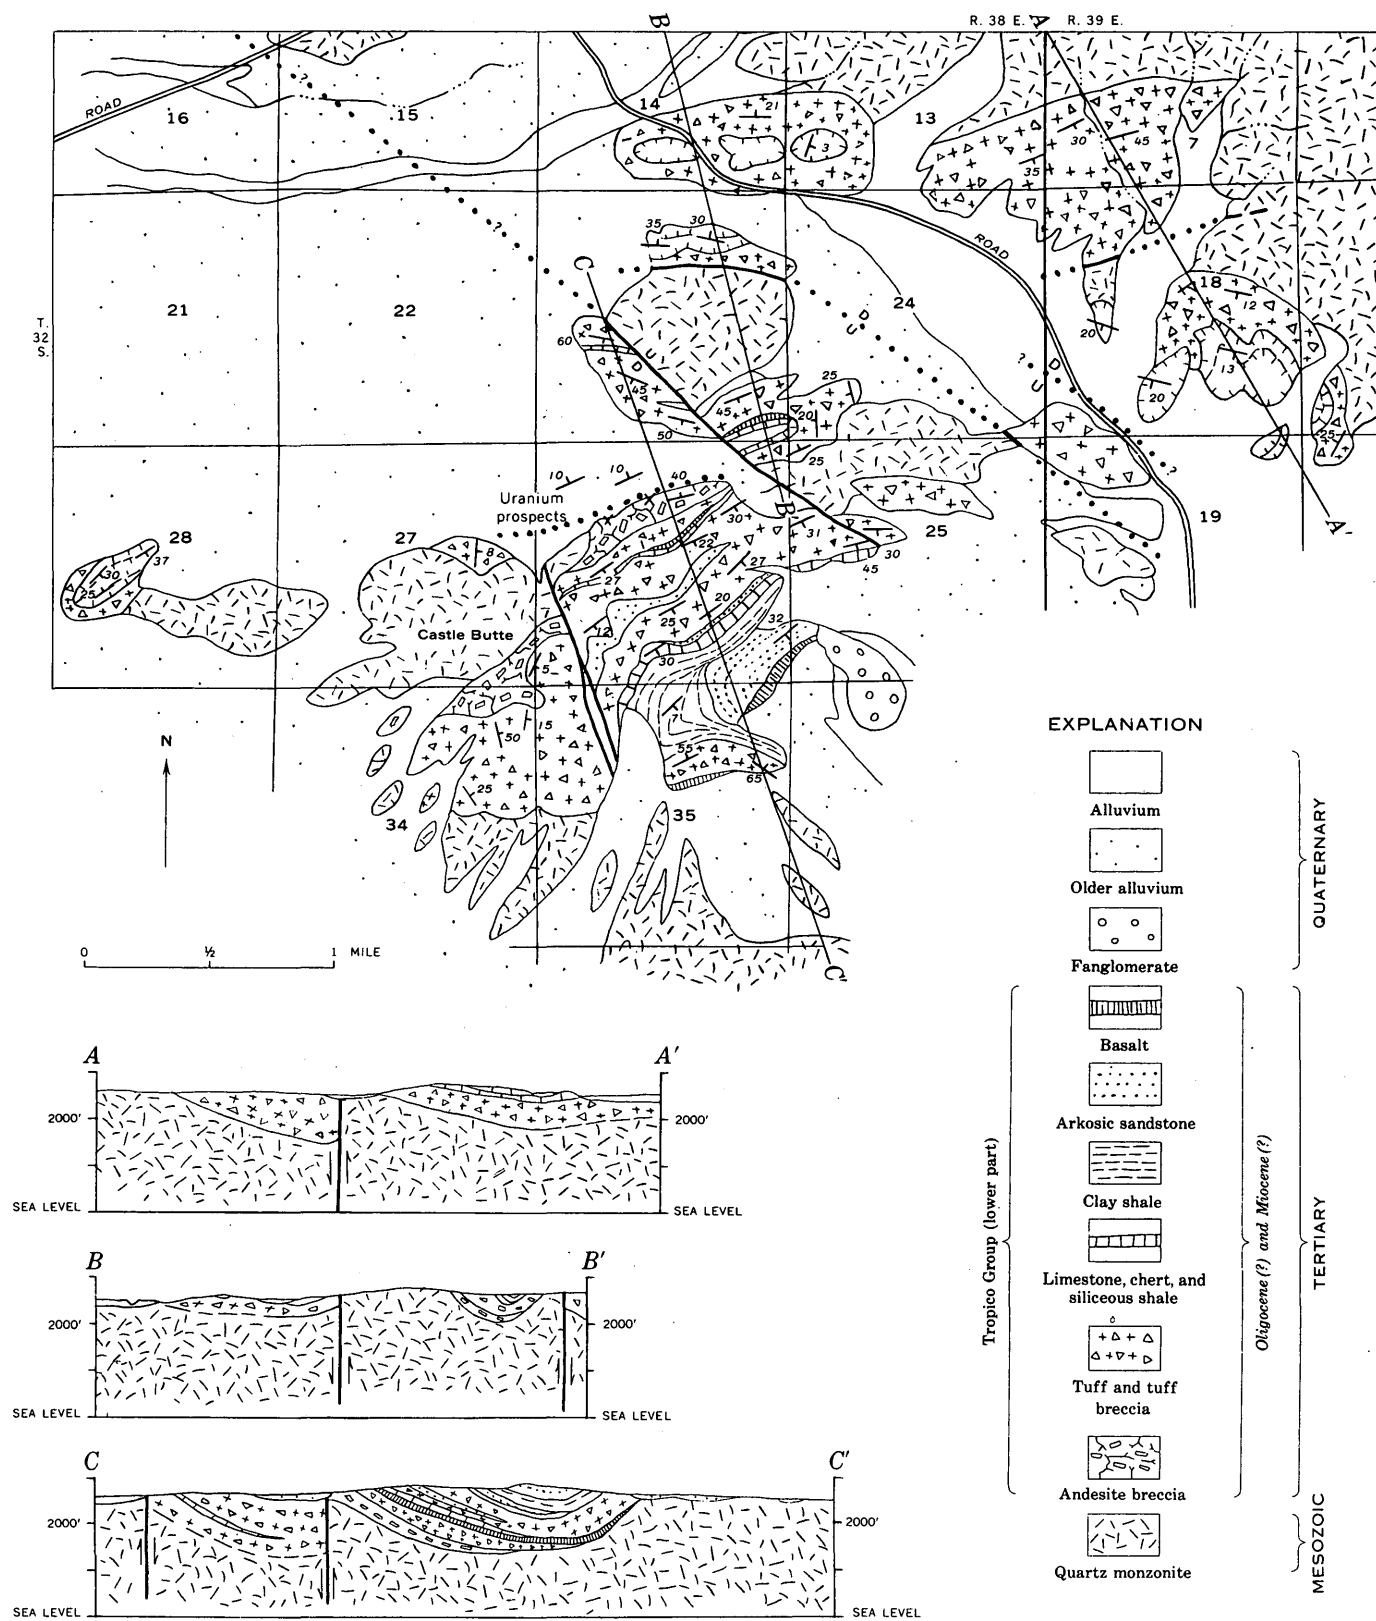 R. 38 E.
R. 39 E.
B
A
ROAD
16
15
14
13
7
21
3
30
45
35
?
?
T.
32
S.
21
22
24
18
19
C
35
30
ROAD
D
U
60
U
D
45
50
45
25
20
25
20
12
13
20
25
?
D
U
?
10
10
40
Uranium
prospects
28
27
25
B'
A'
30
37
25
8
30
22
27
27
31
30
45
20
25
12
30
32
Castle Butte
5
15
50
25
7
55
65
34
35
N
0
½
1 MILE
C'
EXPLANATION
Alluvium
Older alluvium
Fanglomerate
QUATERNARY
Basalt
Arkosic sandstone
Clay shale
Limestone, chert, and
siliceous shale
Tuff and tuff
breccia
Andesite breccia
Tropico Group (lower part)
Oligocene (?) and Miocene (?)
TERTIARY
Quartz monzonite
MESOZOIC
A
A'
2000'
2000'
SEA LEVEL
SEA LEVEL
B
B'
2000'
2000'
SEA LEVEL
SEA LEVEL
C
C'
2000'
2000'
SEA LEVEL
SEA LEVEL